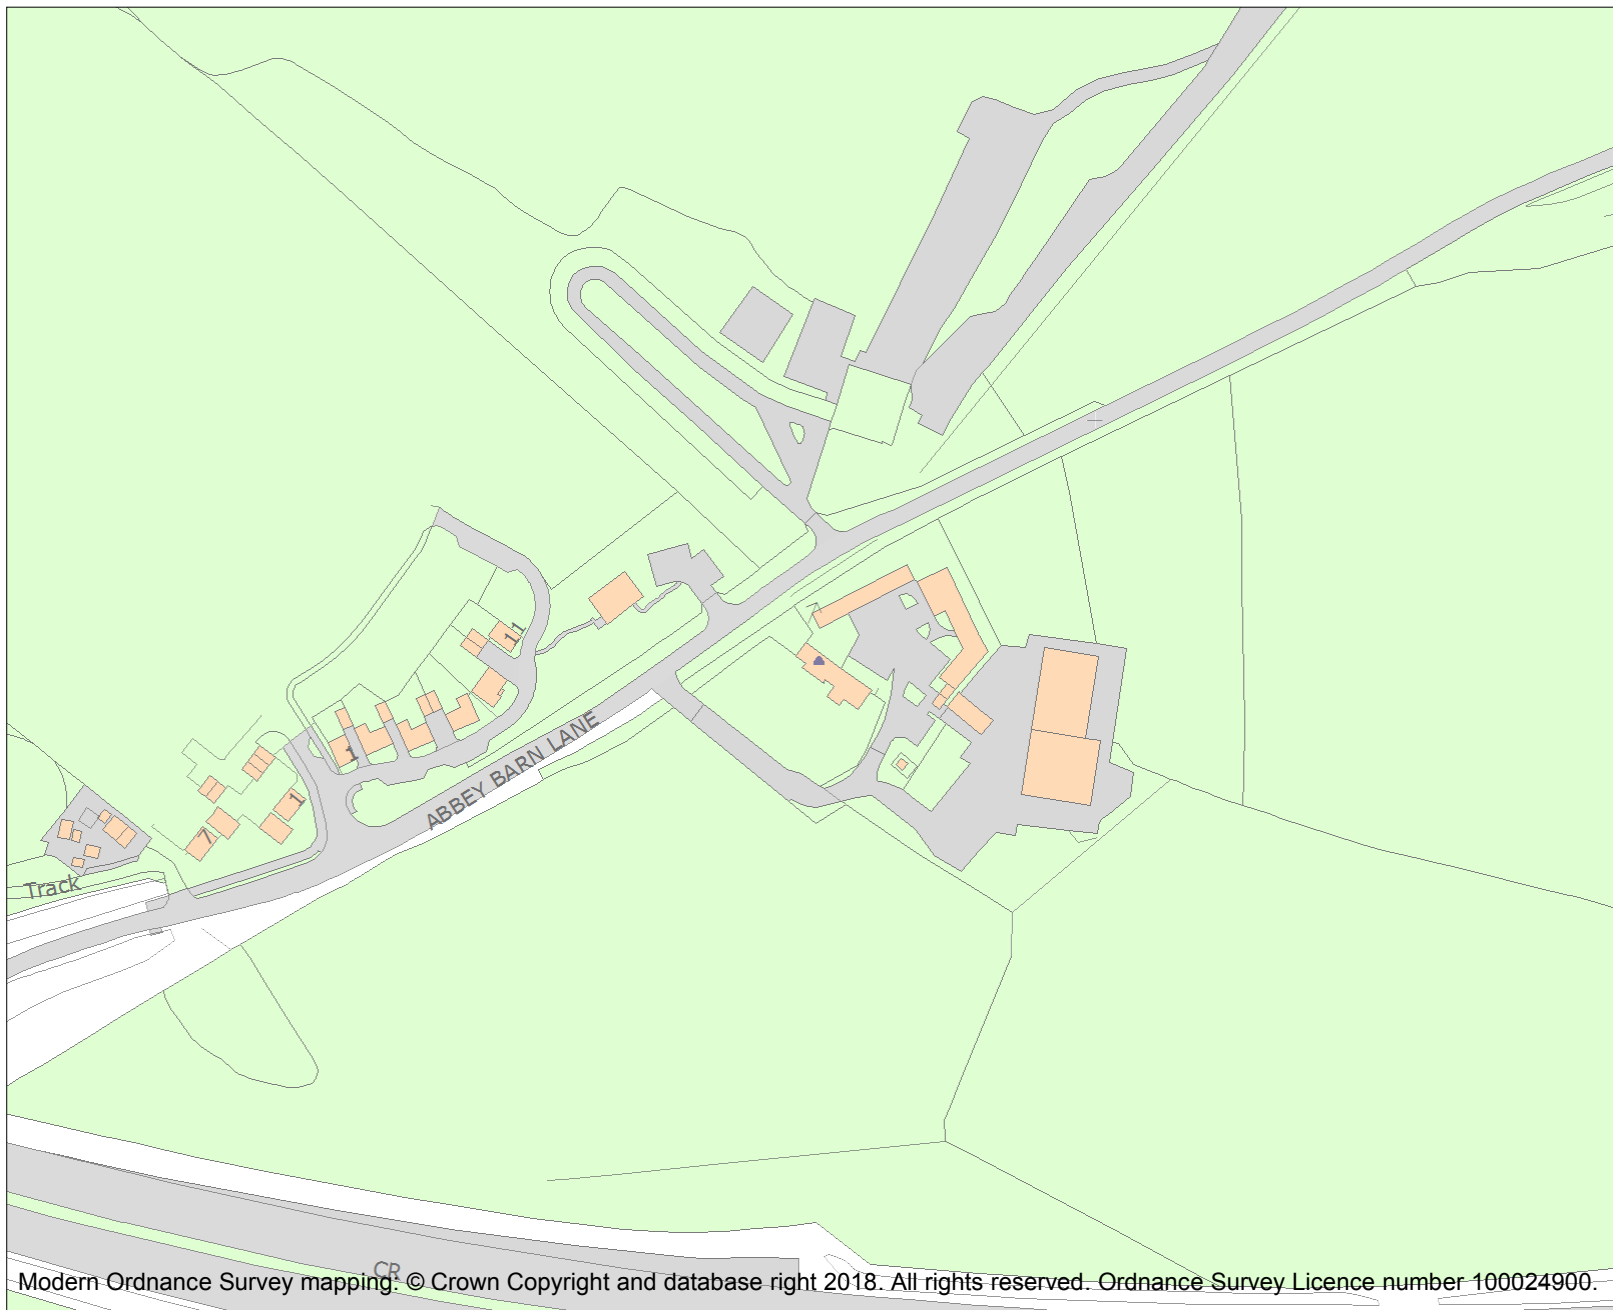 11
1
ABBEY BARN LANE
1
7
Track
CR
Modern Ordnance Survey mapping. © Crown Copyright and database right 2018. All rights reserved. Ordnance Survey Licence number 100024900.